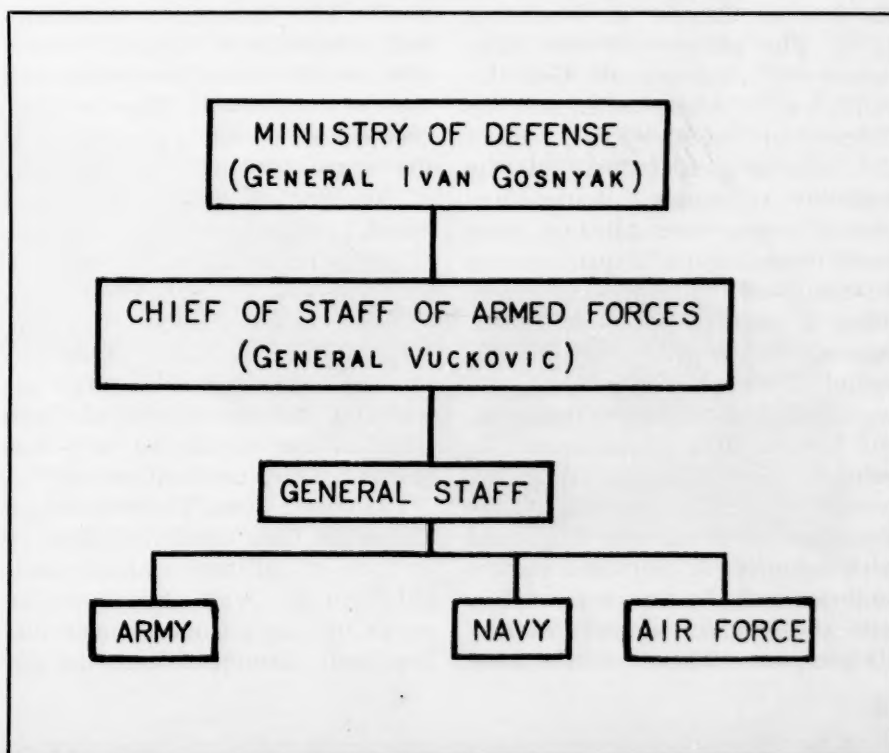 MINISTRY OF DEFENSE
(GENERAL IVAN GOSNYAK)
CHIEF OF STAFF OF ARMED FORCES
(GENERAL VUCKOVIC)
GENERAL STAFF
ARMY
NAVY
AIR FORCE